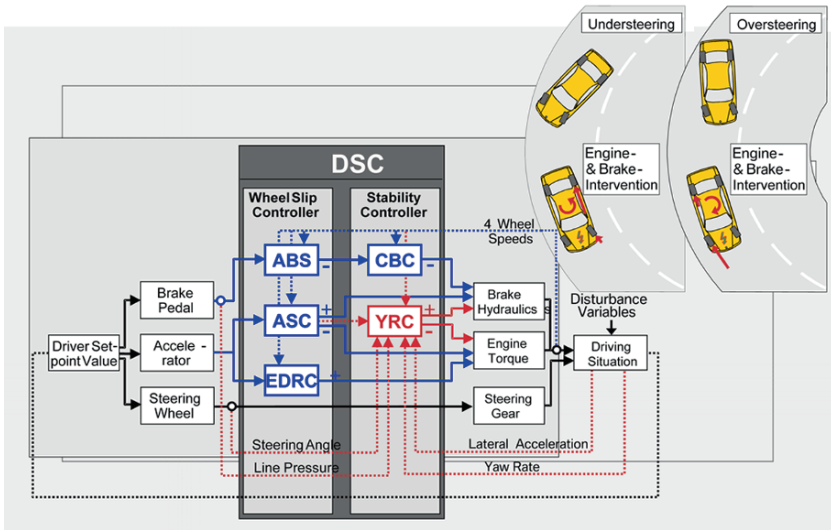 Understeering
Oversteering
Engine-
& Brake-
Intervention
Engine-
& Brake-
Intervention
DSC
Wheel Slip
Controller
Stability
Controller
4 Wheel
Speeds
ABS
-
CBC
-
Brake
Pedal
Brake
Hydraulics
Disturbance
Variables
Driver Set-
point Value
Accele-
rator
ASC
+
-
YRC
+
-
Engine
Torque
Driving
Situation
EDRC
+
Steering
Wheel
Steering
Gear
Steering Angle
Lateral Acceleration
Line Pressure
Yaw Rate